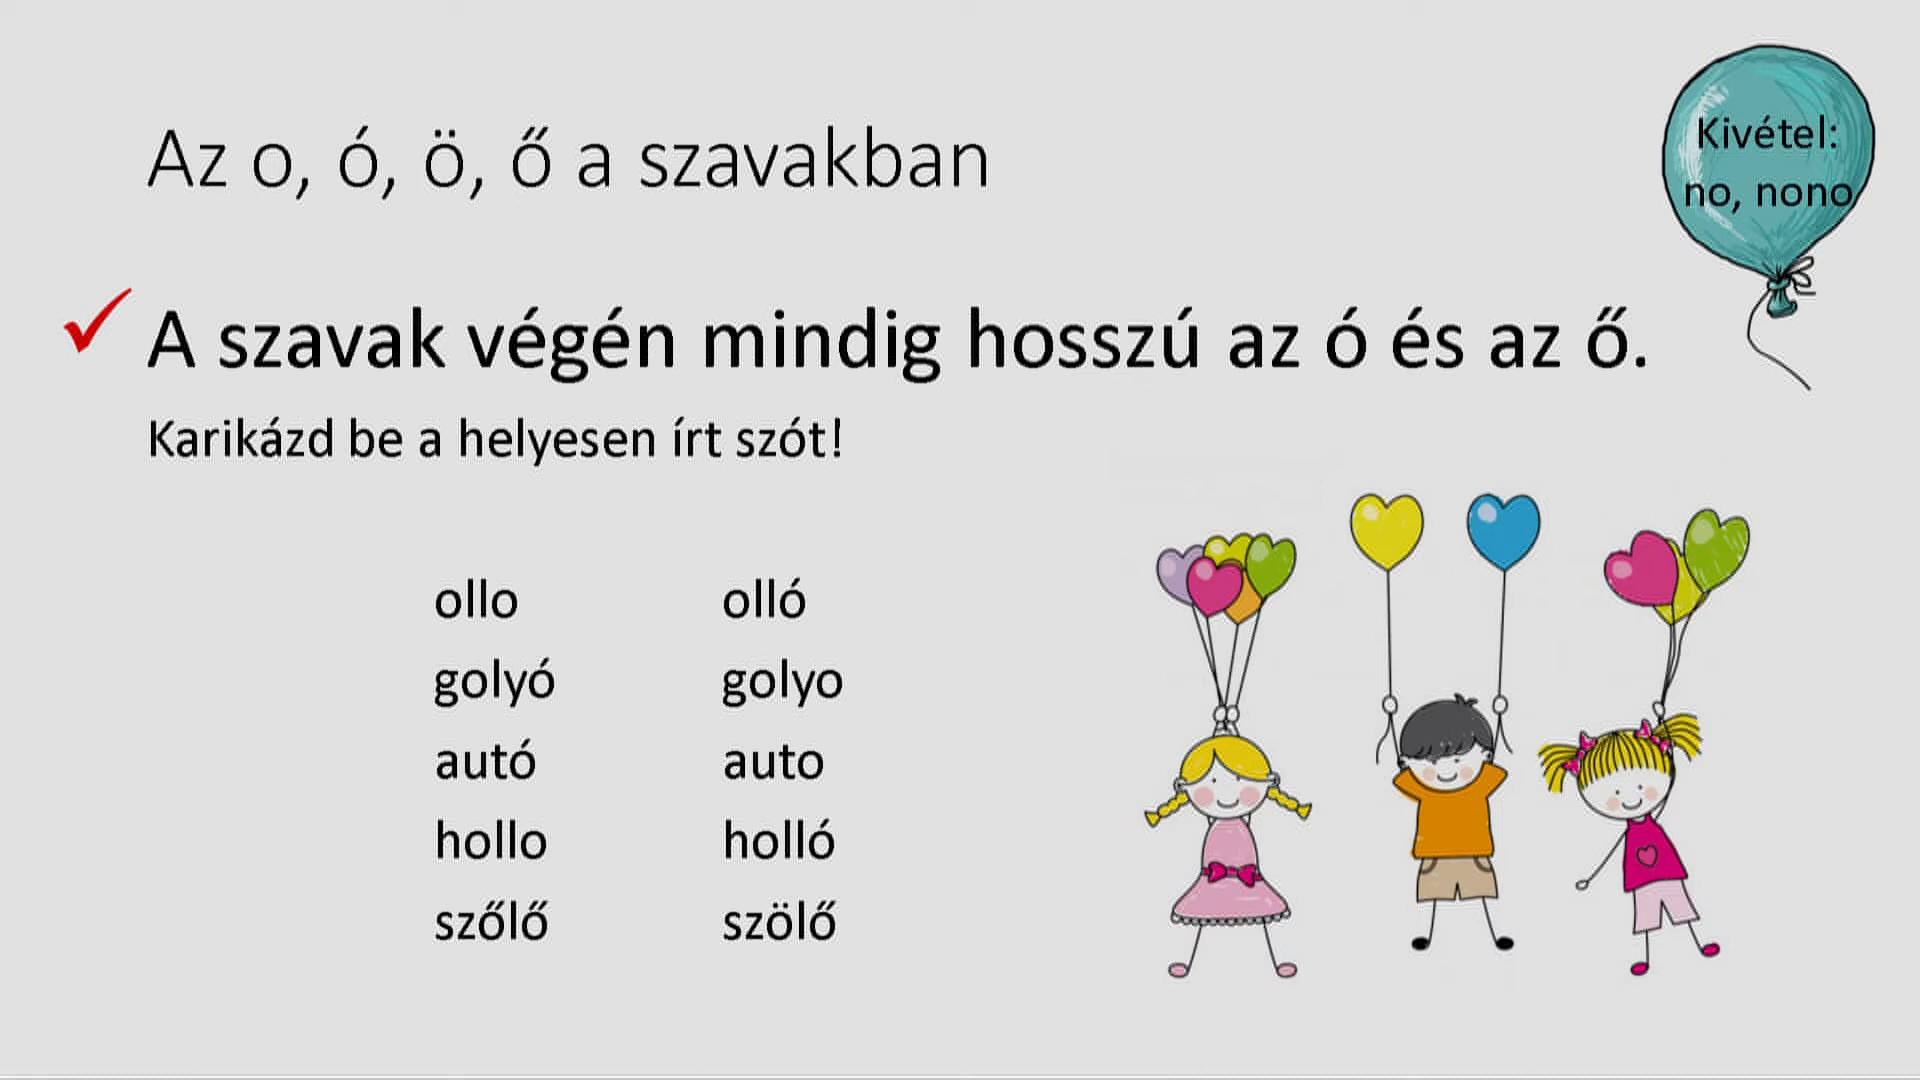 Az o, ó, ö, ő a szavakban
Kivétel:
no, nono
A szavak végén mindig hosszú az ó és az ő.
Karikázd be a helyesen írt szót!
ollo olló
golyó golyo
autó auto
hollo holló
szőlő szölő